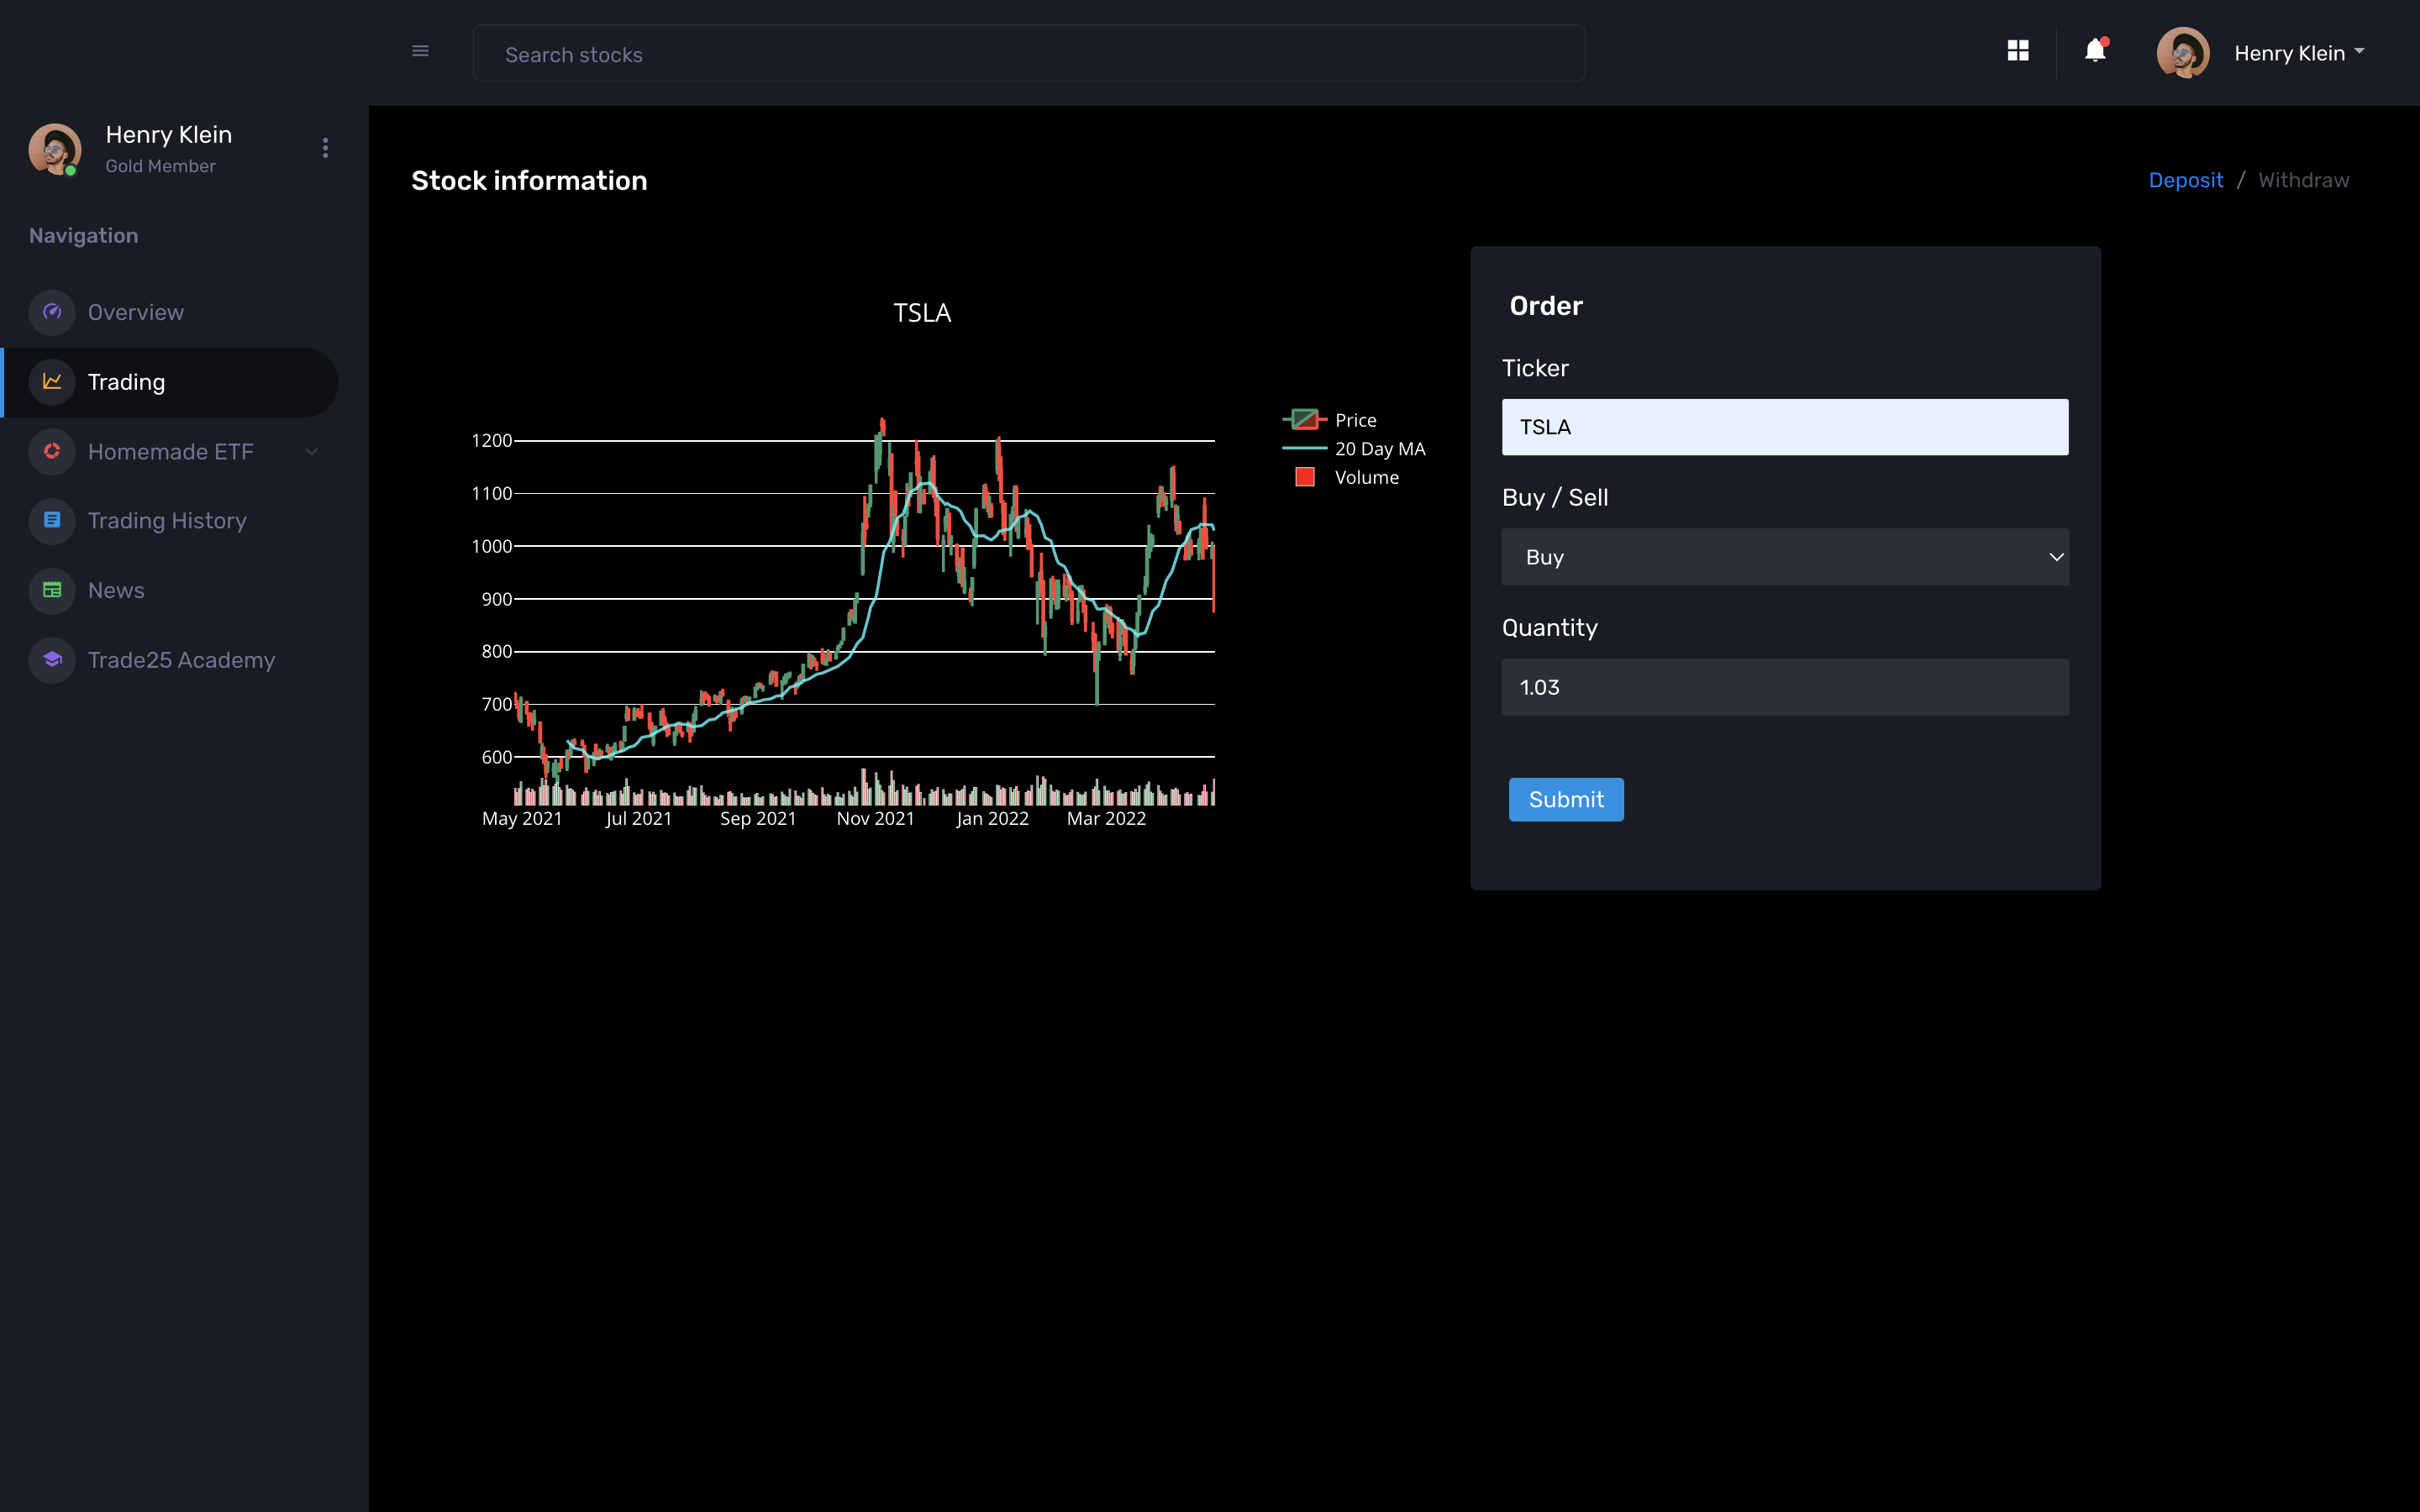 Search stocks
Henry Klein
Henry Klein
Gold Member
Navigation
Overview
Trading
Homemade ETF
Trading History
News
Trade25 Academy
Stock information
Deposit / Withdraw
TSLA
1200
1100
1000
900
800
700
600
May 2021 Jul 2021 Sep 2021 Nov 2021 Jan 2022 Mar 2022
Price
20 Day MA
Volume
Order
Ticker
TSLA
Buy / Sell
Buy
Quantity
1.03
Submit